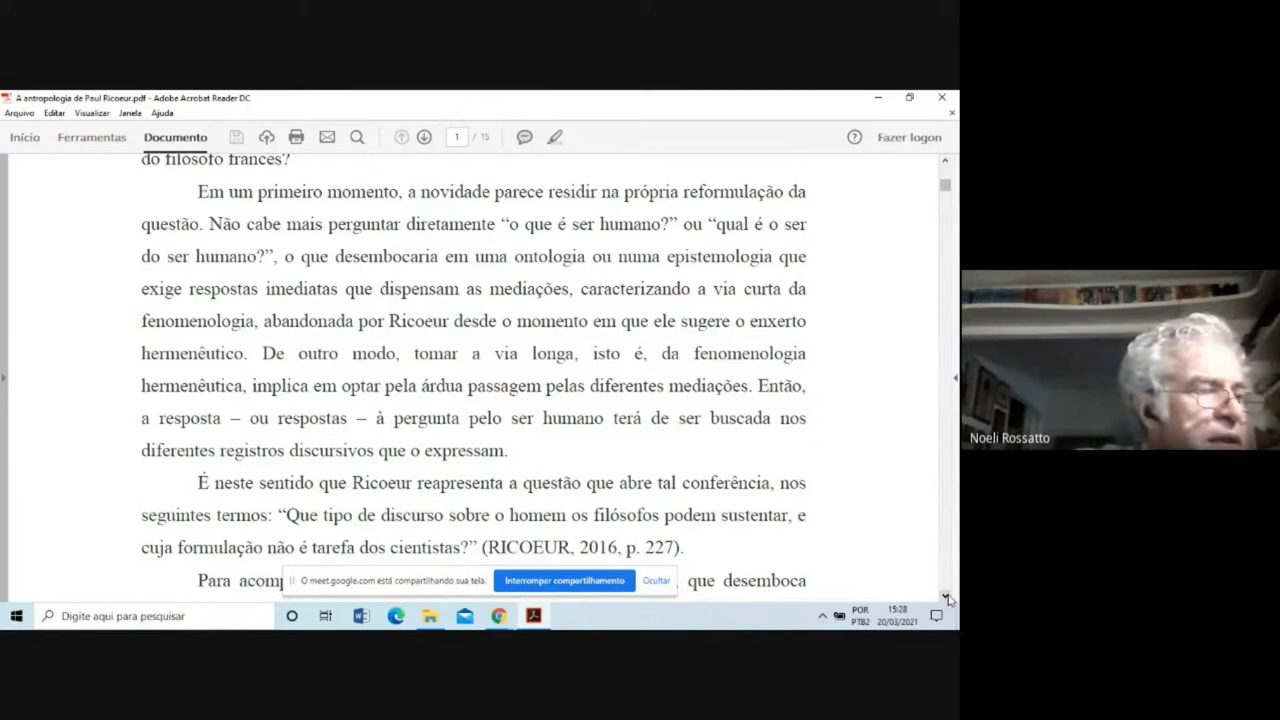 A antropologia de Paul Ricoeur.pdf - Adobe Acrobat Reader DC
Arquivo Editar Visualizar Janela Ajuda
Início Ferramentas Documento 1 / 15 Fazer logon
do filósofo francês?
Em um primeiro momento, a novidade parece residir na própria reformulação da
questão. Não cabe mais perguntar diretamente “o que é ser humano?” ou “qual é o ser
do ser humano?”, o que desembocaria em uma ontologia ou numa epistemologia que
exige respostas imediatas que dispensam as mediações, caracterizando a via curta da
fenomenologia, abandonada por Ricoeur desde o momento em que ele sugere o enxerto
hermenêutico. De outro modo, tomar a via longa, isto é, da fenomenologia
hermenêutica, implica em optar pela árdua passagem pelas diferentes mediações. Então,
a resposta – ou respostas – à pergunta pelo ser humano terá de ser buscada nos
diferentes registros discursivos que o expressam.
É neste sentido que Ricoeur reapresenta a questão que abre tal conferência, nos
seguintes termos: “Que tipo de discurso sobre o homem os filósofos podem sustentar, e
cuja formulação não é tarefa dos cientistas?” (RICOEUR, 2016, p. 227).
Para acomp que desemboca
O meet.google.com está compartilhando sua tela. Interromper compartilhamento Ocultar
Digite aqui para pesquisar
POR
PTB2
15:28
20/03/2021
Noeli Rossatto